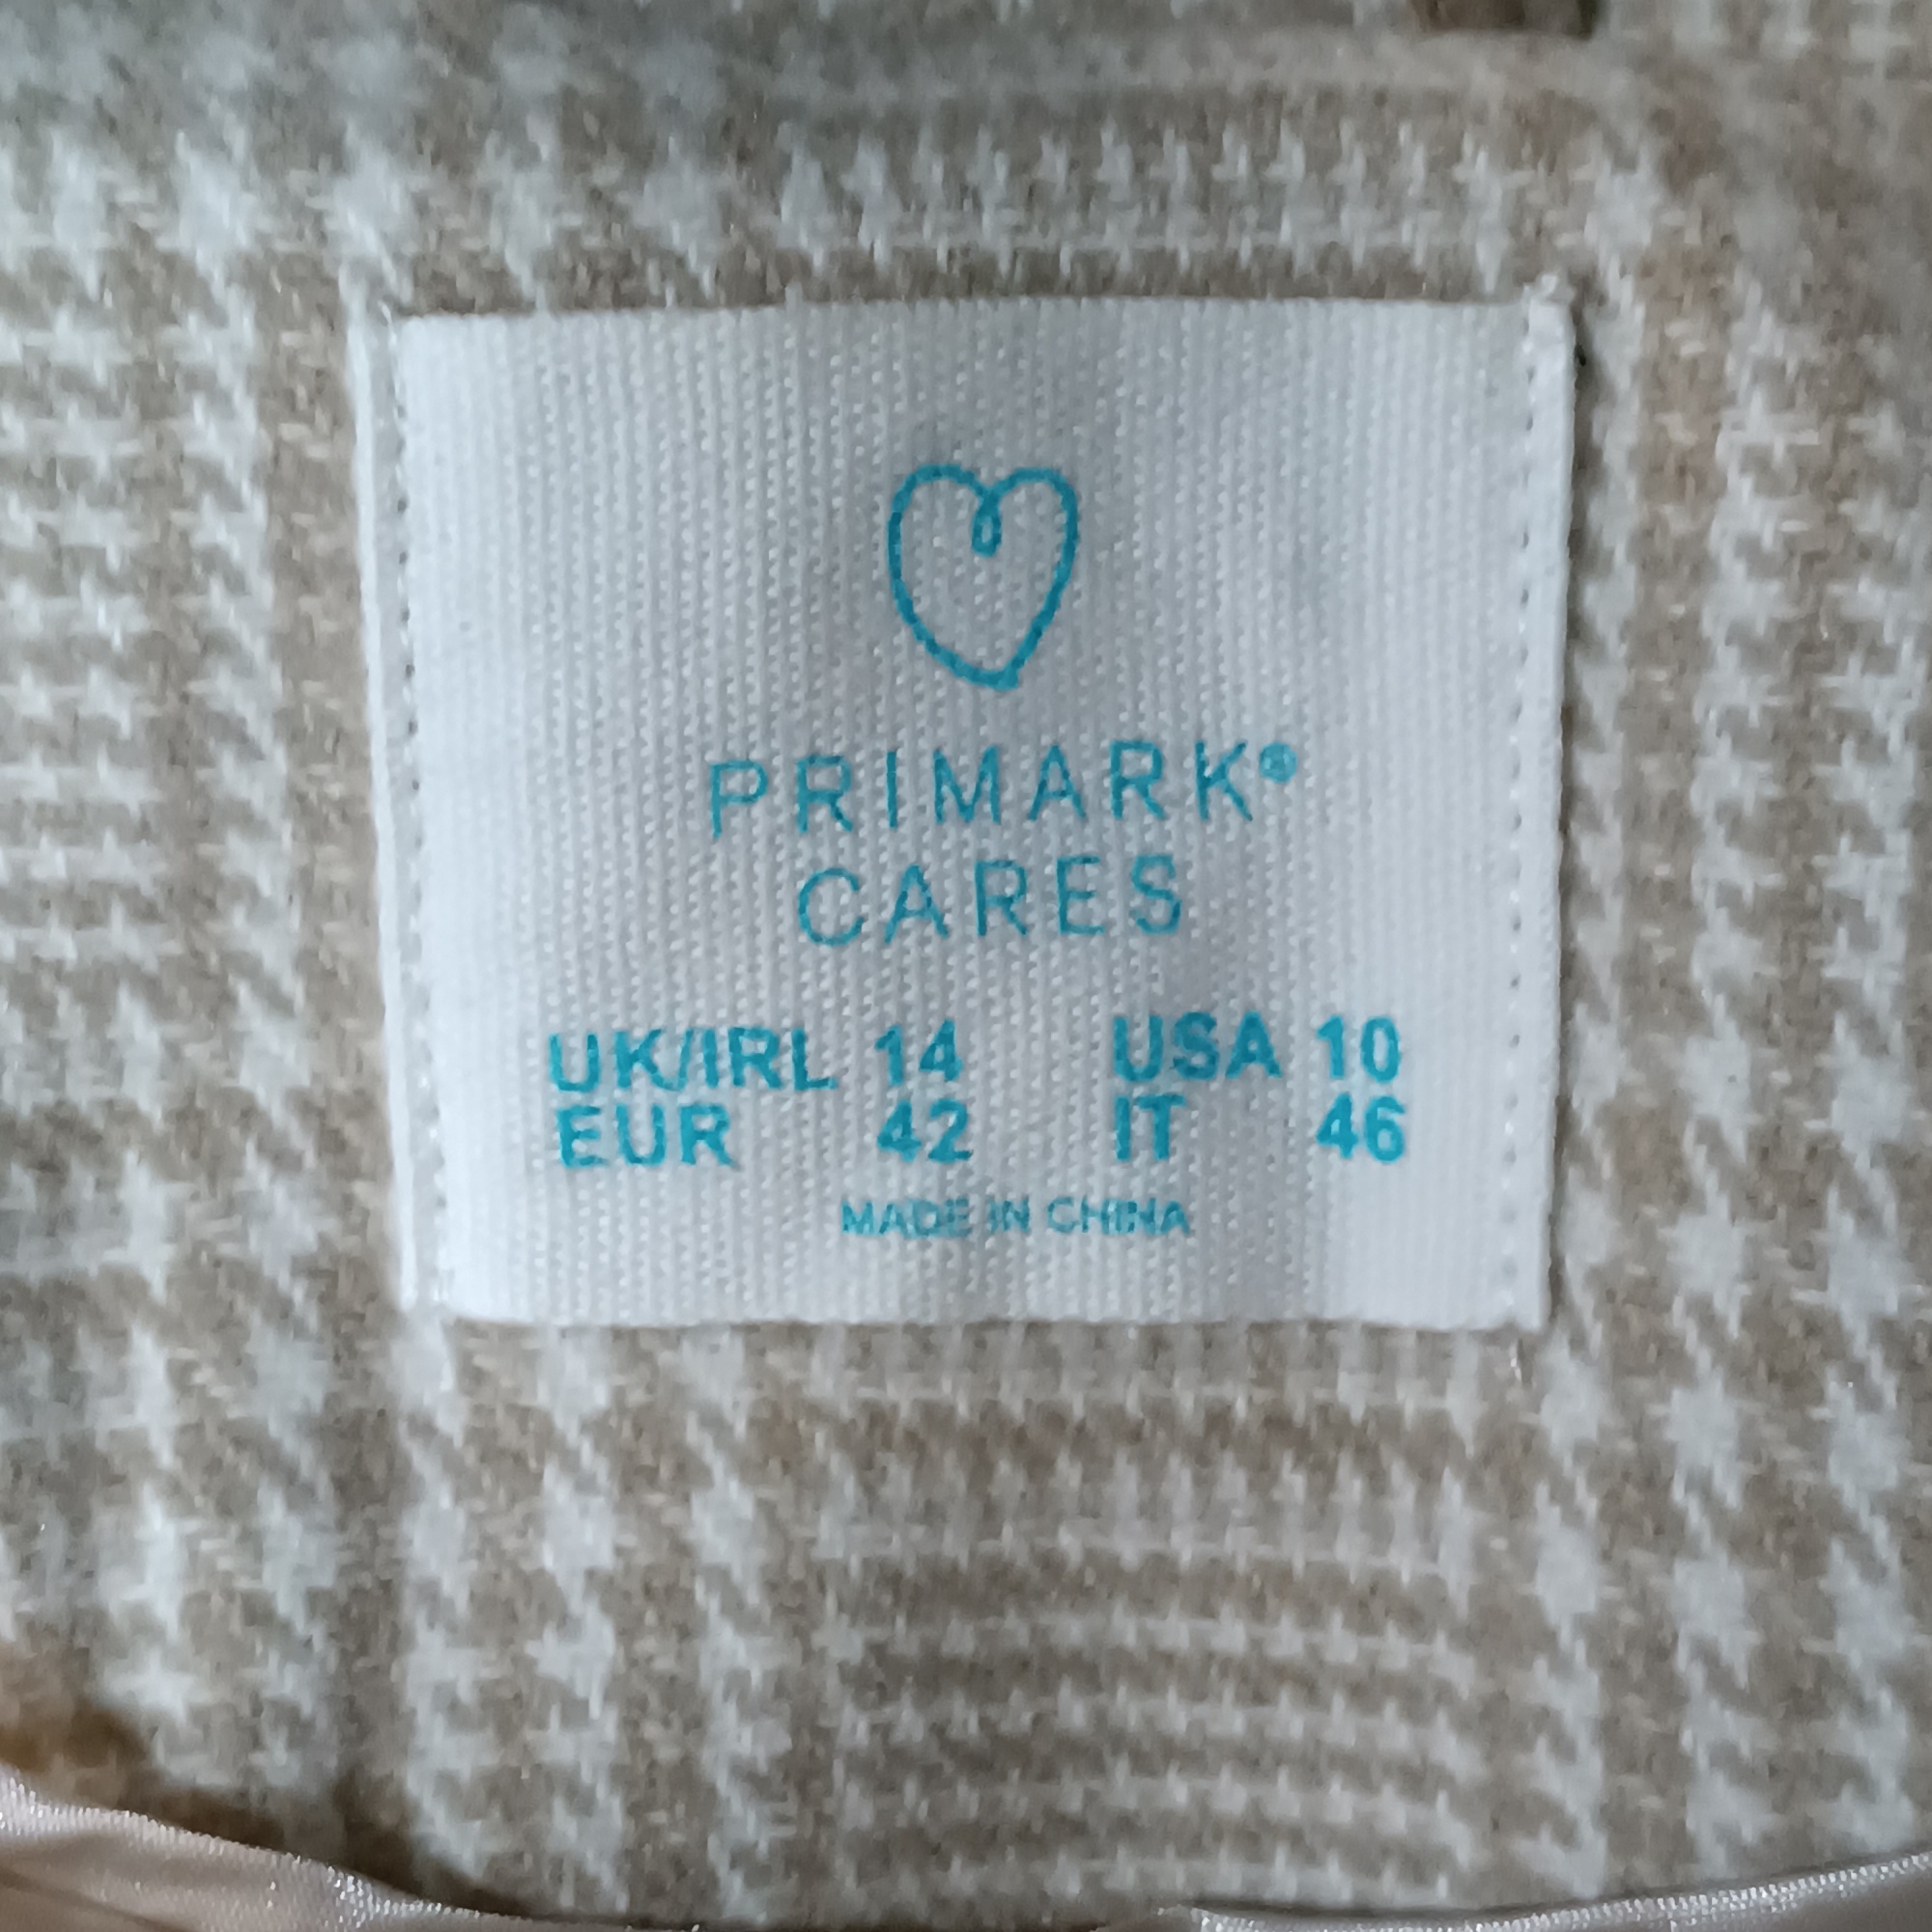 PRIMARK®
CARES
UK/IRL 14 USA 10
EUR 42 IT 46
MADE IN CHINA